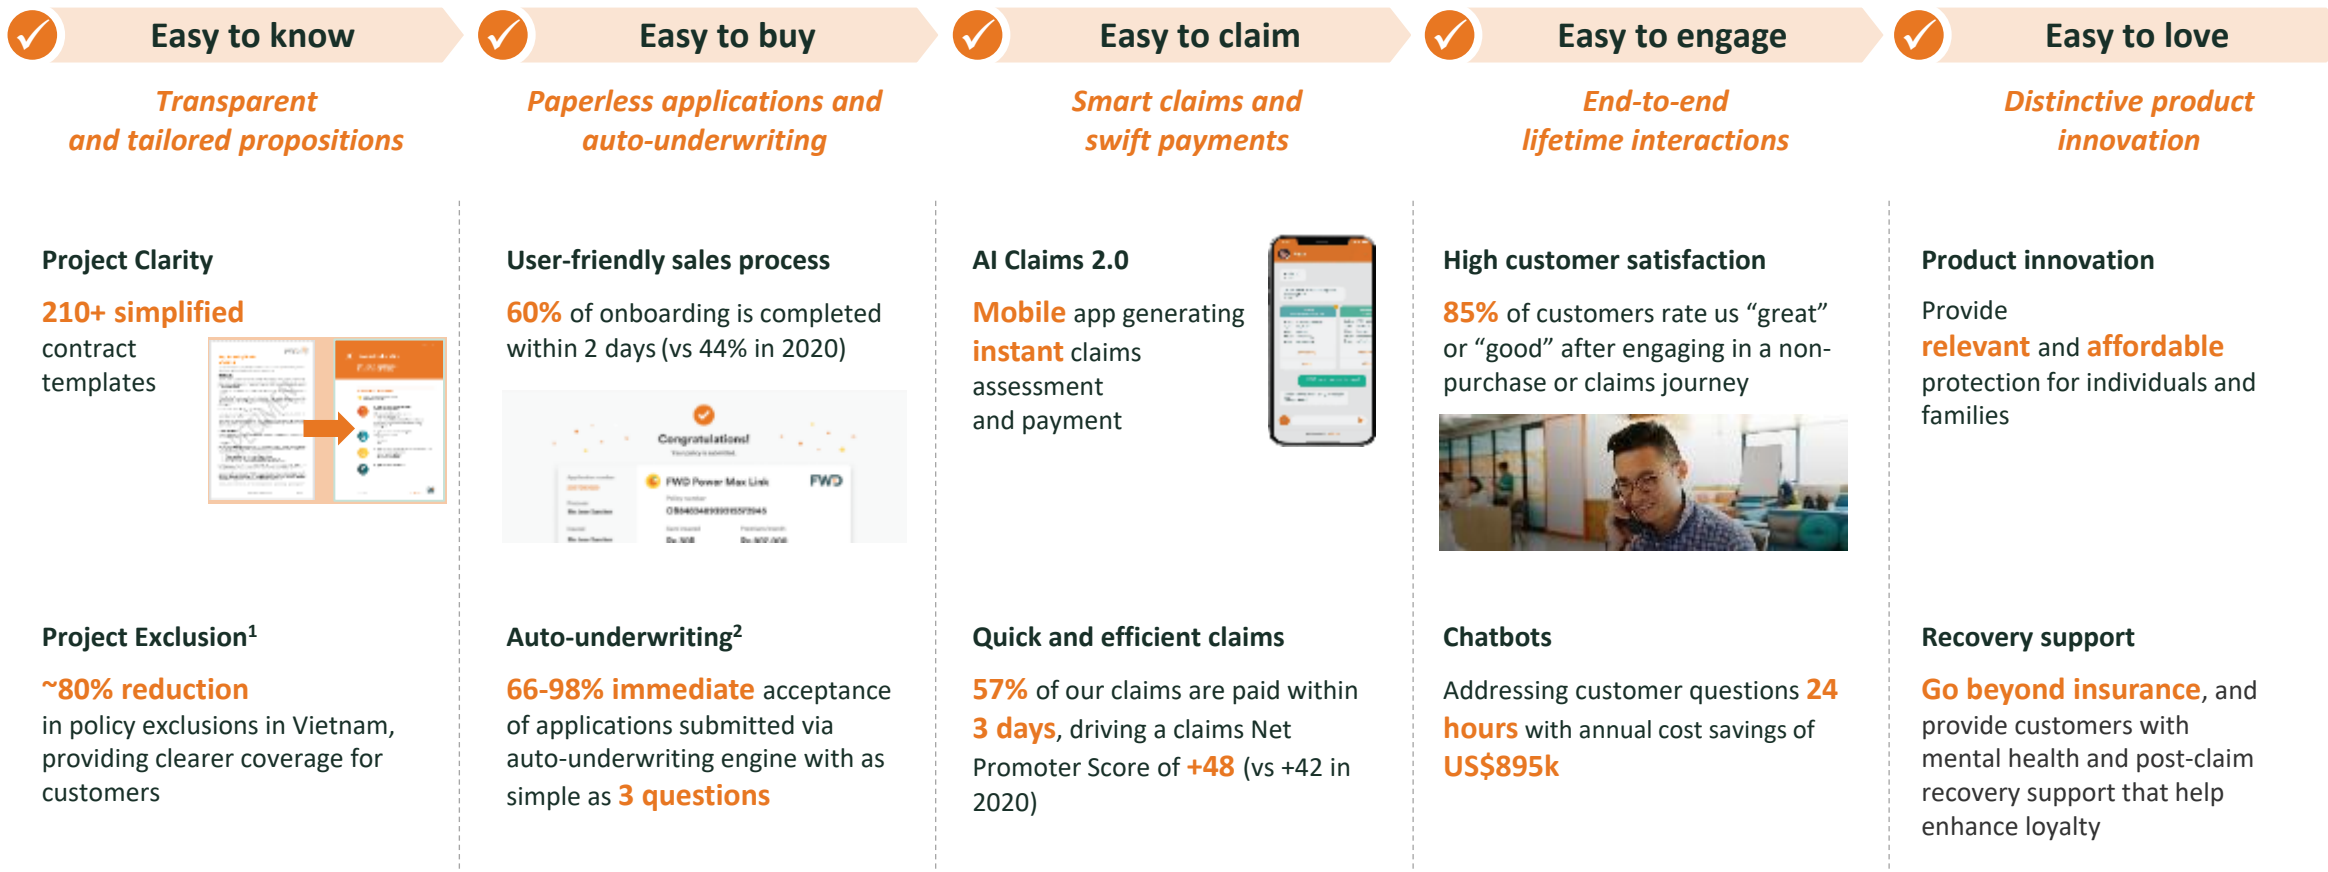 Easy to know
Easy to buy
Easy to claim
Easy to engage
Easy to love
Transparent
and tailored propositions
Paperless applications and
auto-underwriting
Smart claims and
swift payments
End-to-end
lifetime interactions
Distinctive product
innovation
Project Clarity
210+ simplified
contract
templates
Project Exclusion¹
~80% reduction
in policy exclusions in Vietnam,
providing clearer coverage for
customers
User-friendly sales process
60% of onboarding is completed
within 2 days (vs 44% in 2020)
Congratulations!
Your policy is submitted.
FWD Power Max Link
FWD
Policy number
Auto-underwriting²
66-98% immediate acceptance
of applications submitted via
auto-underwriting engine with as
simple as 3 questions
AI Claims 2.0
Mobile app generating
instant claims
assessment
and payment
Quick and efficient claims
57% of our claims are paid within
3 days, driving a claims Net
Promoter Score of +48 (vs +42 in
2020)
High customer satisfaction
85% of customers rate us “great”
or “good” after engaging in a non-
purchase or claims journey
Chatbots
Addressing customer questions 24
hours with annual cost savings of
US$895k
Product innovation
Provide
relevant and affordable
protection for individuals and
families
Recovery support
Go beyond insurance, and
provide customers with
mental health and post-claim
recovery support that help
enhance loyalty